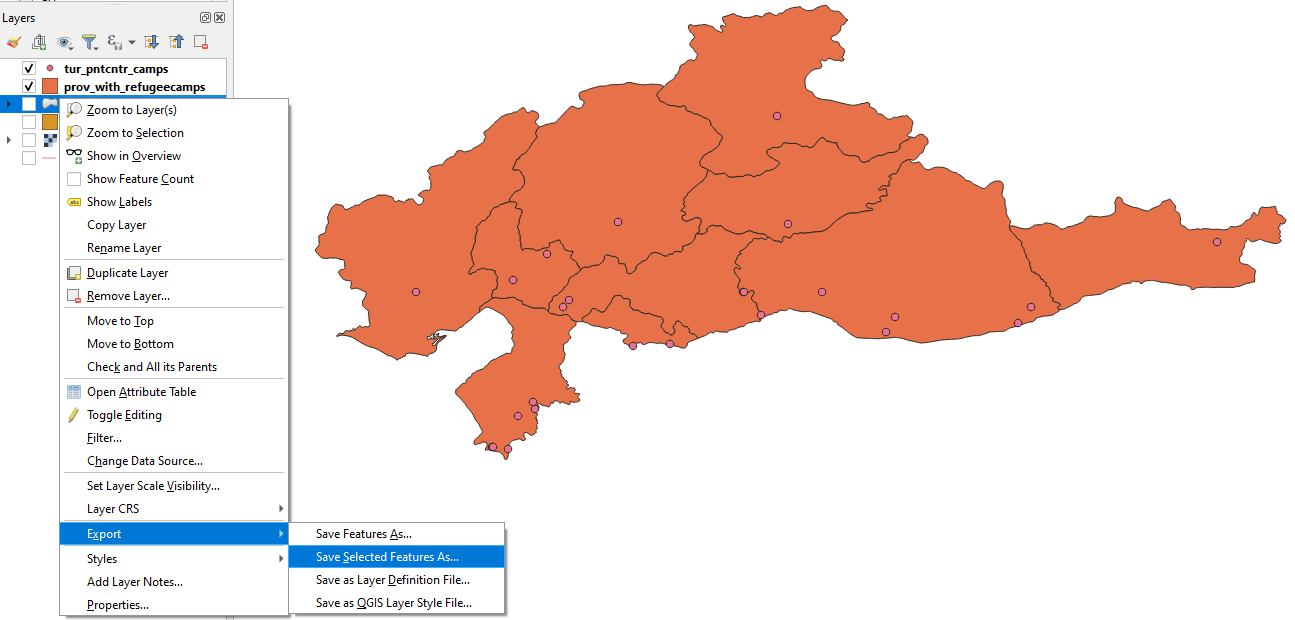 Layers
tur_pntcntr_camps
prov_with_refugeecamps
Zoom to Layer(s)
Zoom to Selection
Show in Overview
Show Feature Count
abc Show Labels
Copy Layer
Rename Layer
Duplicate Layer
Remove Layer...
Move to Top
Move to Bottom
Check and All its Parents
Open Attribute Table
Toggle Editing
Filter...
Change Data Source...
Set Layer Scale Visibility...
Layer CRS
Export
Save Features As...
Save Selected Features As...
Styles
Save as Layer Definition File...
Add Layer Notes...
Save as QGIS Layer Style File...
Properties...